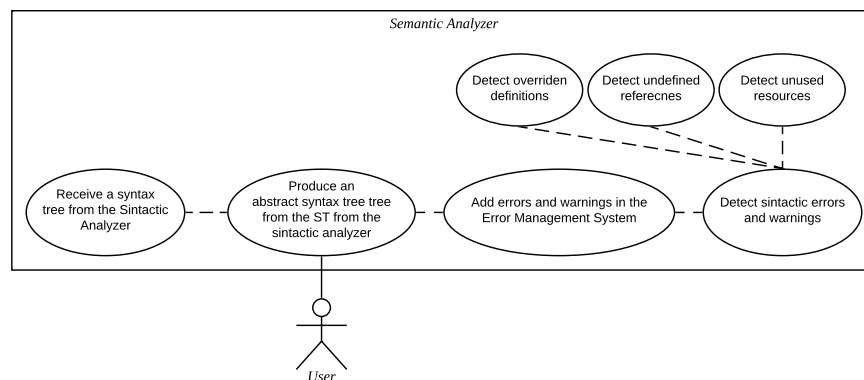 Semantic Analyzer
Detect overriden
definitions
Detect undefined
referecnes
Detect unused
resources
Receive a syntax
tree from the Sintactic
Analyzer
Produce an
abstract syntax tree tree
from the ST from the
sintactic analyzer
Add errors and warnings in the
Error Management System
Detect sintactic errors
and warnings
User